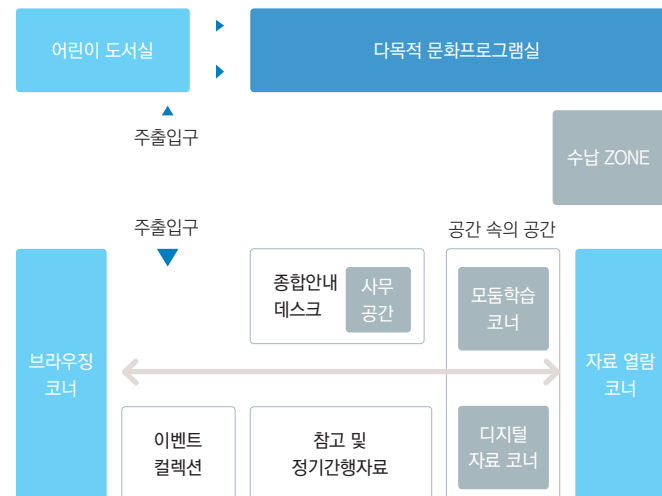 어린이 도서실
다목적 문화프로그램실
주출입구
수납 ZONE
주출입구
공간 속의 공간
종합안내
데스크
사무
공간
모둠학습
코너
브라우징
코너
자료 열람
코너
이벤트
컬렉션
참고 및
정기간행자료
디지털
자료 코너